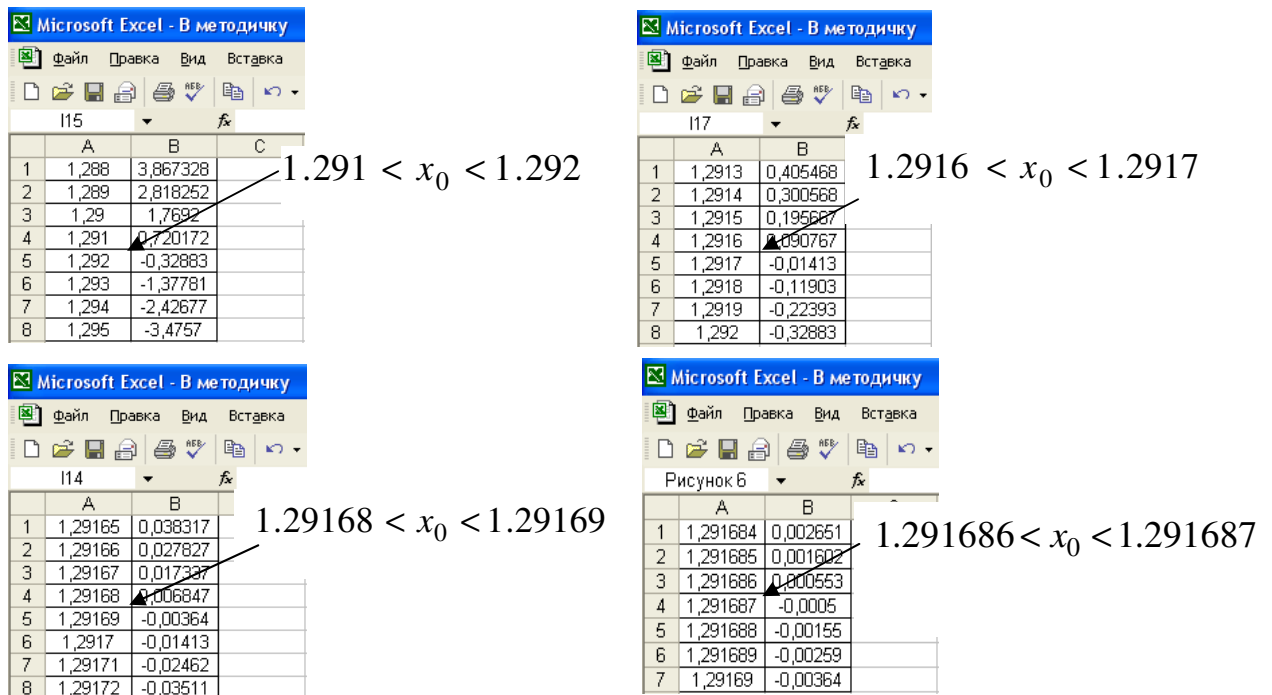 Microsoft Excel - В методичку
Файл Правка Вид Вставка
I15 fx
A B C
1 1,288 3,867328
2 1,289 2,818252
3 1,29 1,7692
4 1,291 0,720172
5 1,292 -0,32883
6 1,293 -1,37781
7 1,294 -2,42677
8 1,295 -3,4757
1.291 < x₀ < 1.292
Microsoft Excel - В методичку
Файл Правка Вид Вставка
I17 fx
A B
1 1,2913 0,405468
2 1,2914 0,300568
3 1,2915 0,195667
4 1,2916 0,090767
5 1,2917 -0,01413
6 1,2918 -0,11903
7 1,2919 -0,22393
8 1,292 -0,32883
1.2916 < x₀ < 1.2917
Microsoft Excel - В методичку
Файл Правка Вид Вставка
I14 fx
A B
1 1,29165 0,038317
2 1,29166 0,027827
3 1,29167 0,017337
4 1,29168 0,006847
5 1,29169 -0,00364
6 1,2917 -0,01413
7 1,29171 -0,02462
8 1,29172 -0,03511
1.29168 < x₀ < 1.29169
Microsoft Excel - В методичку
Файл Правка Вид Вставка
Рисунок 6 fx
A B
1 1,291684 0,002651
2 1,291685 0,001602
3 1,291686 0,000553
4 1,291687 -0,0005
5 1,291688 -0,00155
6 1,291689 -0,00259
7 1,29169 -0,00364
1.291686 < x₀ < 1.291687